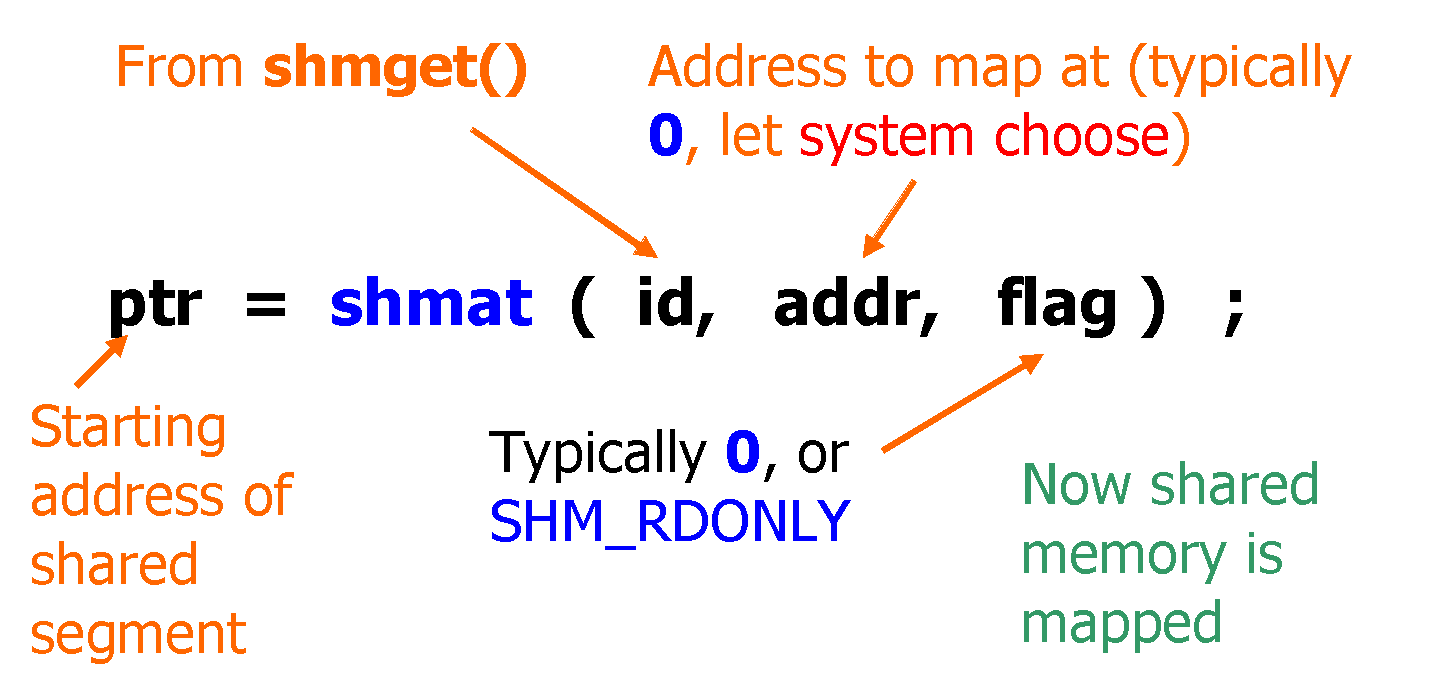 From shmget()
Address to map at (typically
0, let system choose)
ptr = shmat ( id, addr, flag ) ;
Starting
address of
shared
segment
Typically 0, or
SHM_RDONLY
Now shared
memory is
mapped